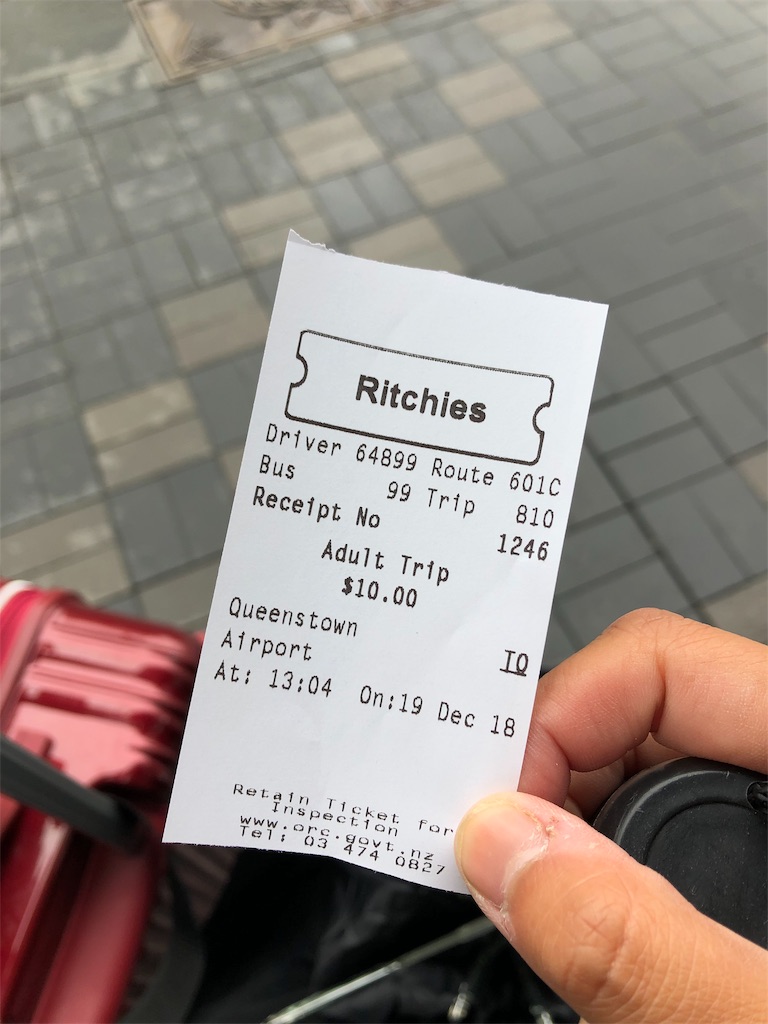 Ritchies
Driver 64899 Route 601C
Bus 99 Trip 810
Receipt No 1246
Adult Trip
$10.00
Queenstown TO
Airport
At: 13:04 On:19 Dec 18
Retain Ticket for
Inspection
www.orc.govt.nz
Tel: 03 474 0827